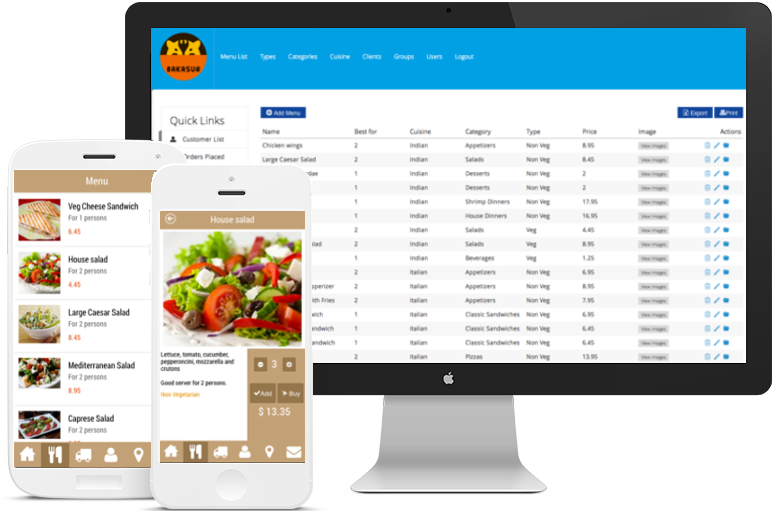 BAKASUR
Menu List Types Categories Cuisine Clients Groups Users Logout
Quick Links
Customer List
Orders Placed
Add Menu
Export Print
Name Best for Cuisine Category Type Price Image Actions
Chicken wings 2 Indian Appetizers Non Veg 8.95 View Images
Large Caesar Salad 2 Indian Salads Non Veg 8.45 View Images
1 Indian Desserts Non Veg 2 View Images
1 Indian Desserts Non Veg 2 View Images
1 Indian Shrimp Dinners Non Veg 17.95 View Images
1 Indian House Dinners Non Veg 16.95 View Images
2 Indian Salads Veg 4.45 View Images
2 Indian Salads Veg 8.95 View Images
1 Indian Beverages Veg 1.25 View Images
2 Italian Appetizers Non Veg 6.95 View Images
2 Italian Appetizers Non Veg 8.95 View Images
ith Fries 2 Italian Appetizers Non Veg 7.95 View Images
wich 1 Italian Classic Sandwiches Non Veg 6.95 View Images
ndwich 1 Italian Classic Sandwiches Non Veg 6.45 View Images
andwich 1 Italian Classic Sandwiches Non Veg 6.45 View Images
2 Italian Pizzas Non Veg 13.95 View Images
Menu
Veg Cheese Sandwich
For 1 persons
6.45
House salad
For 2 persons
4.45
Large Caesar Salad
For 2 persons
8.45
Mediterranean Salad
For 2 persons
8.95
Caprese Salad
For 2 persons
House salad
Lettuce, tomato, cucumber,
pepperoncini, mozzarella and
crutons
Good server for 2 persons.
Non Vegetarian
3
Add Buy
$ 13.35